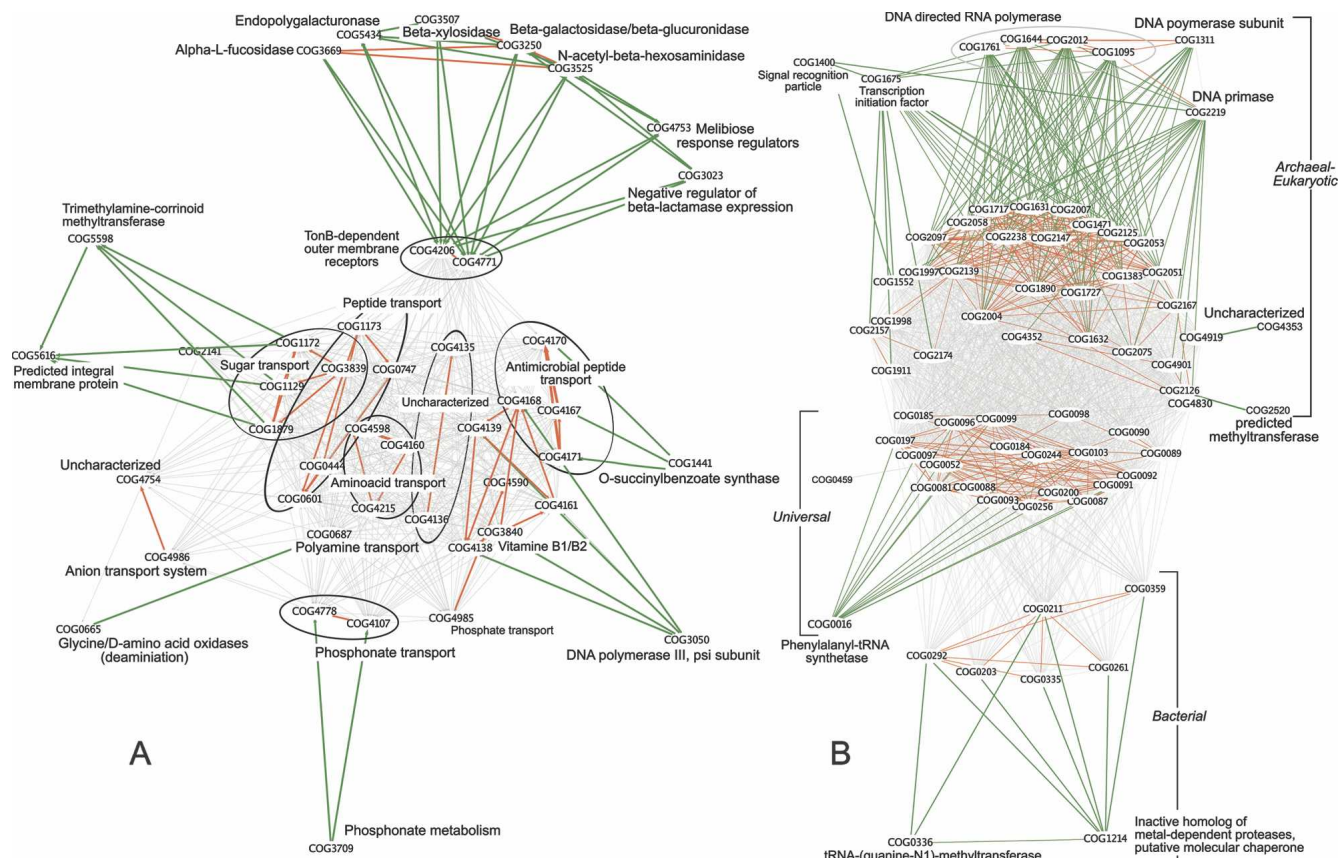 Endopolygalacturonase
COG3507
COG5434
Beta-xylosidase
Beta-galactosidase/beta-glucuronidase
Alpha-L-fucosidase
COG3669
COG3250
N-acetyl-beta-hexosaminidase
COG3525
COG4753
Melibiose
response regulators
COG3023
Negative regulator of
beta-lactamase expression
Trimethylamine-corrinoid
methyltransferase
COG5598
TonB-dependent
outer membrane
receptors
COG4206
COG4771
Peptide transport
COG1173
COG1172
COG4135
COG4170
COG5616
COG2141
Predicted integral
membrane protein
Sugar transport
COG3839
COG0747
Antimicrobial peptide
transport
COG1129
Uncharacterized
COG4168
COG4167
COG1879
COG4598
COG4139
COG4160
COG4171
COG1441
O-succinylbenzoate synthase
Uncharacterized
COG4754
COG0444
Aminoacid transport
COG4590
COG0601
COG4215
COG4161
COG4136
COG0687
COG3840
Polyamine transport
COG4138
Vitamine B1/B2
COG4986
Anion transport system
COG4778
COG4107
COG4985
Phosphate transport
COG0665
Glycine/D-amino acid oxidases
(deaminiation)
Phosphonate transport
COG3050
DNA polymerase III, psi subunit
A
Phosphonate metabolism
COG3709
DNA directed RNA polymerase
DNA poymerase subunit
COG1311
COG1644
COG2012
COG1761
COG1095
COG1400
Signal recognition
particle
COG1675
Transcription
initiation factor
DNA primase
COG2219
Archaeal-
Eukaryotic
COG1631
COG1717
COG2007
COG2058
COG1471
COG2125
COG2097
COG2238
COG2147
COG2053
COG1997
COG2139
COG1383
COG2051
COG1552
COG1890
COG1727
COG2167
COG2004
COG1998
COG2157
COG4352
COG1632
COG4919
Uncharacterized
COG4353
COG2174
COG2075
COG1911
COG4901
COG2126
COG4830
COG2520
predicted
methyltransferase
COG0185
COG0096
COG0099
COG0098
COG0090
COG0197
COG0184
COG0097
COG0244
COG0103
COG0089
COG0052
COG0459
COG0092
COG0081
COG0088
COG0091
COG0093
COG0200
COG0256
COG0087
Universal
COG0359
COG0211
COG0016
Phenylalanyl-tRNA
synthetase
COG0292
COG0203
COG0335
COG0261
Bacterial
B
COG0336
COG1214
Inactive homolog of
metal-dependent proteases,
putative molecular chaperone
tRNA-(guanine-N1)-methyltransferase